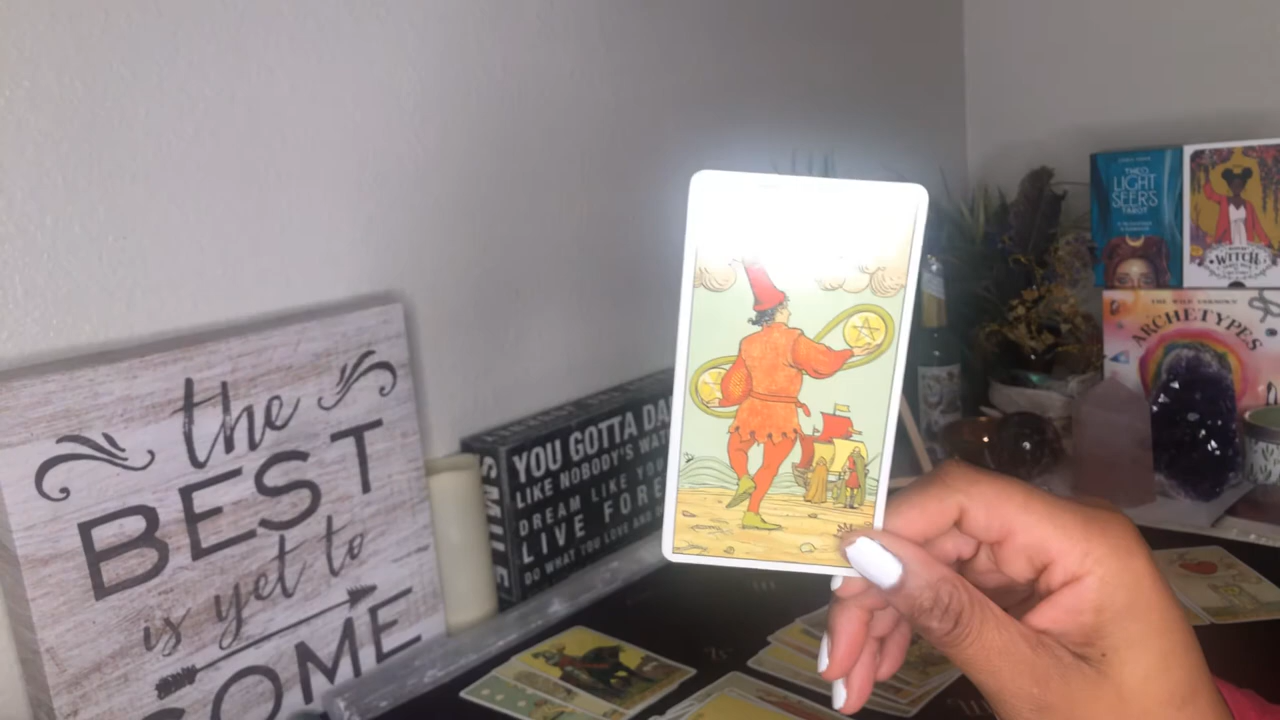 the
BEST
is yet to
COME
SMILE
YOU GOTTA DA
LIKE NOBODY'S WAT
DREAM LIKE YOU
LIVE FORE
DO WHAT YOU LOVE AND
THE
LIGHT
SEER'S
TAROT
WITCH
THE WILD UNKNOWN
ARCHETYPES